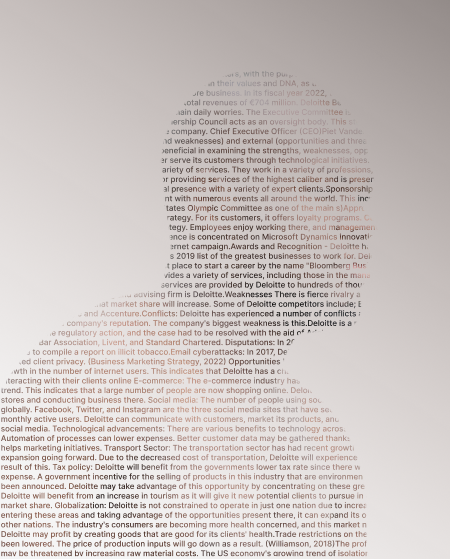 with the
their values and DNA, as
business. In its fiscal year 2022,
total revenues of €704 million. Deloitte Be
main daily worries. The Executive Committee
ership Council acts as an oversight body. This
company. Chief Executive Officer (CEO)Piet Vando
weaknesses) and external (opportunities and threa
eneficial in examining the strengths, weaknesses, opp
er serve its customers through technological initiatives.
ariety of services. They work in a variety of professions,
r providing services of the highest caliber and is presen
al presence with a variety of expert clients.Sponsorship
nt with numerous events all around the world. This inc
tates Olympic Committee as one of the main
rategy. For its customers, it offers loyalty programs.
tegy. Employees enjoy working there, and managemen
ence is concentrated on Microsoft Dynamics Innovati
ernet campaign.Awards and Recognition - Deloitte h
s 2019 list of the greatest businesses to work for. Del
t place to start a career by the name "Bloomberg Bus
vides a variety of services, including those in the ma
services are provided by Deloitte to hundreds of thou
advising firm is Deloitte.Weaknesses There is fierce rivalry a
that market share will increase. Some of Deloitte competitors include; E
and Accenture.Conflicts: Deloitte has experienced a number of conflicts
company's reputation. The company's biggest weakness is this.Deloitte is a
regulatory action, and the case had to be resolved with the aid of
dar Association, Livent, and Standard Chartered. Disputations: In 20
to compile a report on illicit tobacco.Email cyberattacks: In 2017, De
ed client privacy. (Business Marketing Strategy, 2022) Opportunities
wth in the number of internet users. This indicates that Deloitte has a
nteracting with their clients online E-commerce: The e-commerce industry has
trend. This indicates that a large number of people are now shopping online. Delo
stores and conducting business there. Social media: The number of people using soc
globally. Facebook, Twitter, and Instagram are the three social media sites that have se
monthly active users. Deloitte can communicate with customers, market its products, and
social media. Technological advancements: There are various benefits to technology acros
Automation of processes can lower expenses. Better customer data may be gathered thank
helps marketing initiatives. Transport Sector: The transportation sector has had recent growt
expansion going forward. Due to the decreased cost of transportation, Deloitte will experience
result of this. Tax policy: Deloitte will benefit from the governments lower tax rate since there w
expense. A government incentive for the selling of products in this industry that are environmen
been announced. Deloitte may take advantage of this opportunity by concentrating on these gre
Deloitte will benefit from an increase in tourism as it will give it new potential clients to pursue in
market share. Globalization: Deloitte is not constrained to operate in just one nation due to incre
entering these areas and taking advantage of the opportunities present there, it can expand its o
other nations. The industry's consumers are becoming more health concerned, and this market n
Deloitte may profit by creating goods that are good for its clients' health.Trade restrictions on the
been lowered. The price of production inputs will go down as a result. (Williamson, 2018)The prof
may be threatened by increasing raw material costs. The US economy's growing trend of isolation